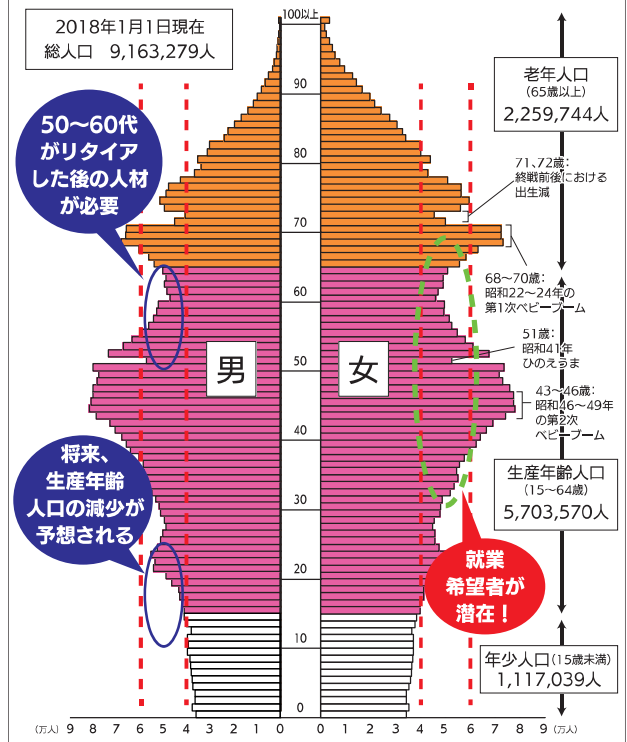 2018年1月1日現在
総人口 9,163,279人
100以上
90
80
70
60
50
40
30
20
10
0
50〜60代
がリタイア
した後の人材
が必要
将来、
生産年齢
人口の減少が
予想される
男
女
老年人口
(65歳以上)
2,259,744人
71、72歳:
終戦前後における
出生減
68〜70歳:
昭和22〜24年の
第1次ベビーブーム
51歳:
昭和41年
ひのえうま
43〜46歳:
昭和46〜49年
の第2次
ベビーブーム
生産年齢人口
(15〜64歳)
5,703,570人
就業
希望者が
潜在!
年少人口(15歳未満)
1,117,039人
(万人) 9 8 7 6 5 4 3 2 1 0 0 1 2 3 4 5 6 7 8 9 (万人)